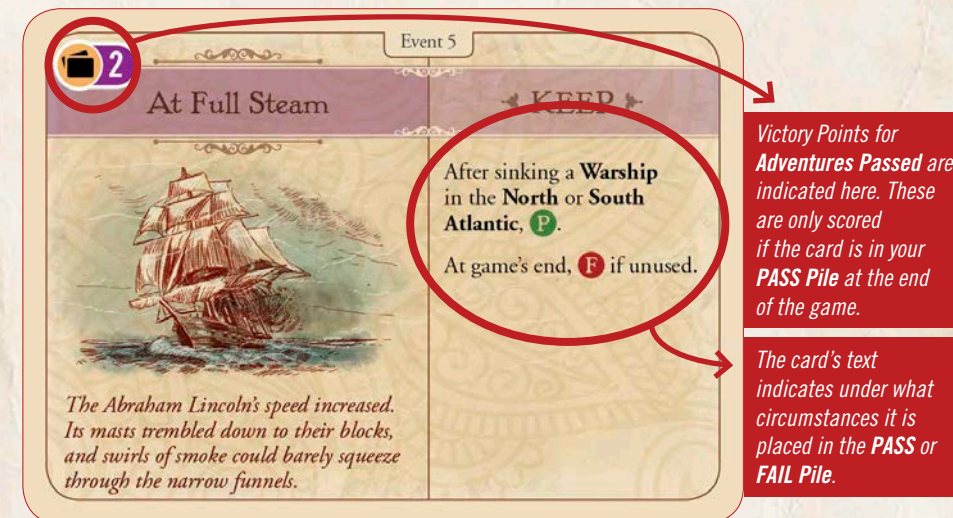 Event 5
2
At Full Steam
KEEP
After sinking a Warship
in the North or South
Atlantic, P.
At game's end, F if unused.
The Abraham Lincoln's speed increased.
Its masts trembled down to their blocks,
and swirls of smoke could barely squeeze
through the narrow funnels.
Victory Points for
Adventures Passed are
indicated here. These
are only scored
if the card is in your
PASS Pile at the end
of the game.
The card's text
indicates under what
circumstances it is
placed in the PASS or
FAIL Pile.